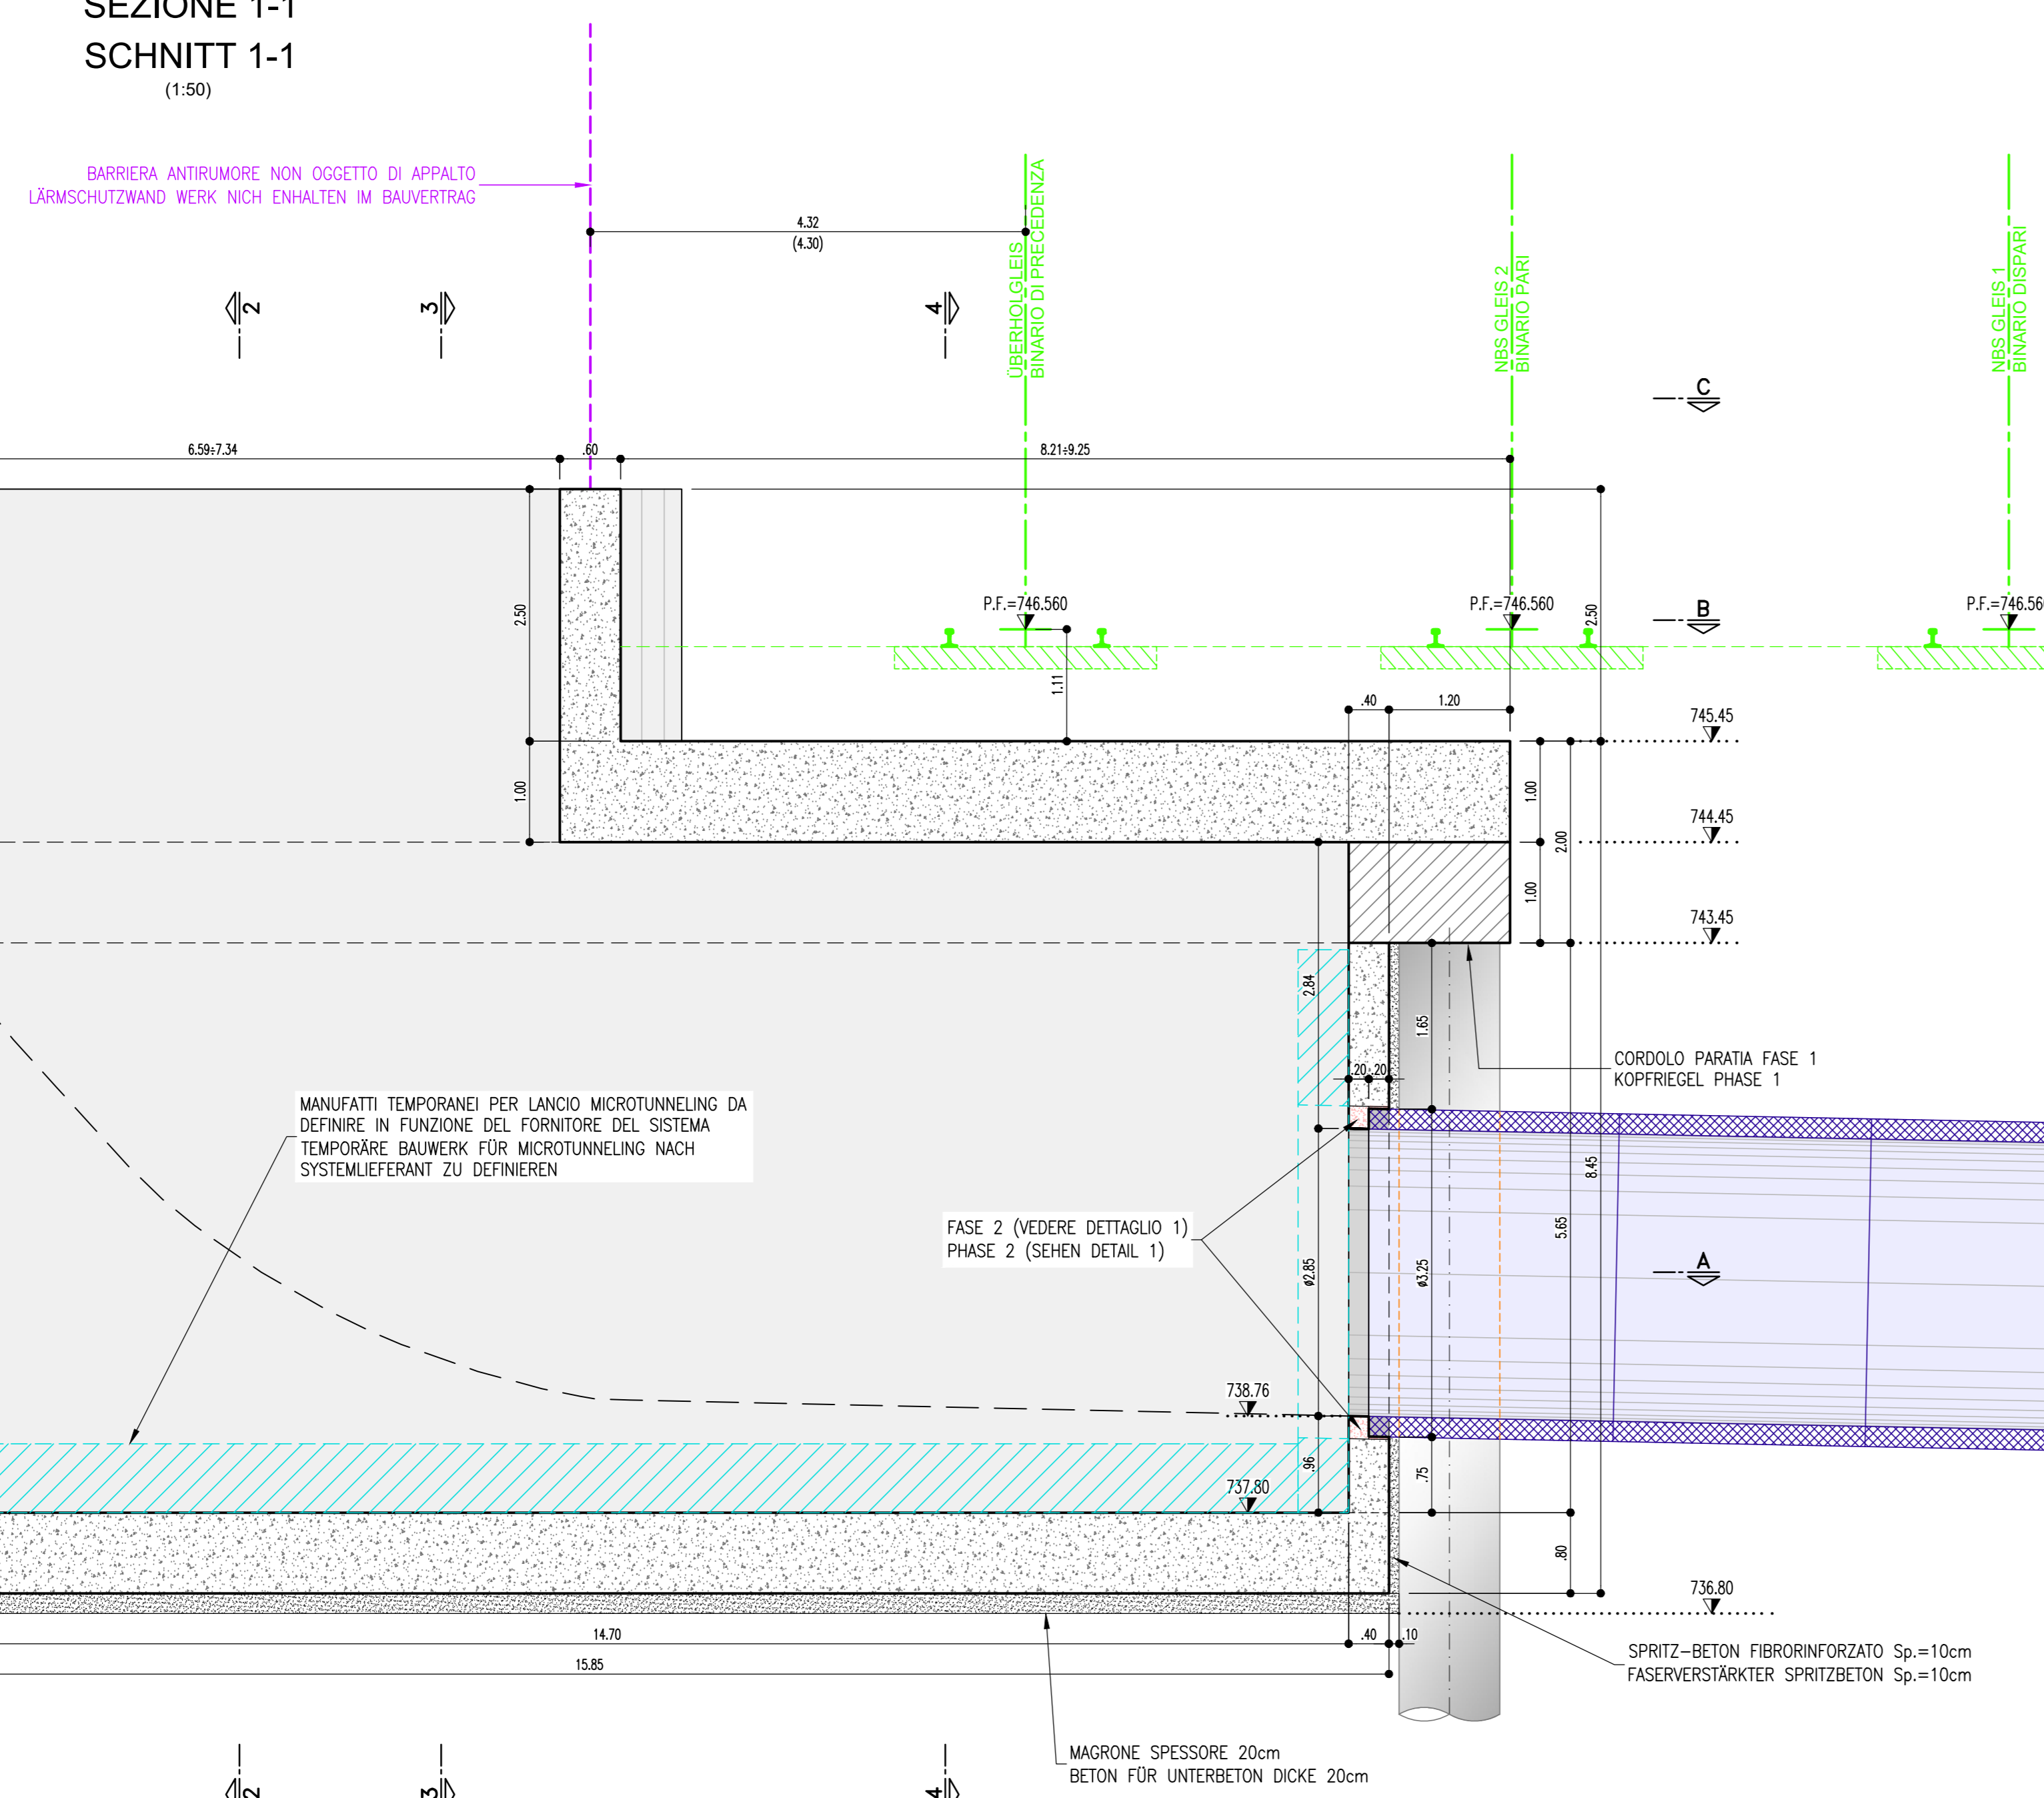 SEZIONE 1-1
SCHNITT 1-1
(1:50)
BARRIERA ANTIRUMORE NON OGGETTO DI APPALTO
LÄRMSCHUTZWAND WERK NICH ENHALTEN IM BAUVERTRAG
4.32
(4.30)
ÜBERHOLGLEIS
BINARIO DI PRECEDENZA
NBS GLEIS 2
BINARIO PARI
NBS GLEIS 1
BINARIO DISPARI
2
3
4
C
6.59÷7.34
.60
8.21÷9.25
2.50
P.F.=746.560
P.F.=746.560
2.50
B
P.F.=746.56
1.11
.40
1.20
745.45
1.00
1.00
2.00
744.45
1.00
743.45
2.84
1.65
.20
.20
CORDOLO PARATIA FASE 1
KOPFRIEGEL PHASE 1
MANUFATTI TEMPORANEI PER LANCIO MICROTUNNELING DA
DEFINIRE IN FUNZIONE DEL FORNITORE DEL SISTEMA
TEMPORÄRE BAUWERK FÜR MICROTUNNELING NACH
SYSTEMLIEFERANT ZU DEFINIEREN
8.45
5.65
FASE 2 (VEDERE DETTAGLIO 1)
PHASE 2 (SEHEN DETAIL 1)
ø2.85
ø3.25
A
738.76
.96
.75
737.80
.80
736.80
14.70
.40
.10
15.85
SPRITZ-BETON FIBRORINFORZATO Sp.=10cm
FASERVERSTÄRKTER SPRITZBETON Sp.=10cm
MAGRONE SPESSORE 20cm
BETON FÜR UNTERBETON DICKE 20cm
2
3
4